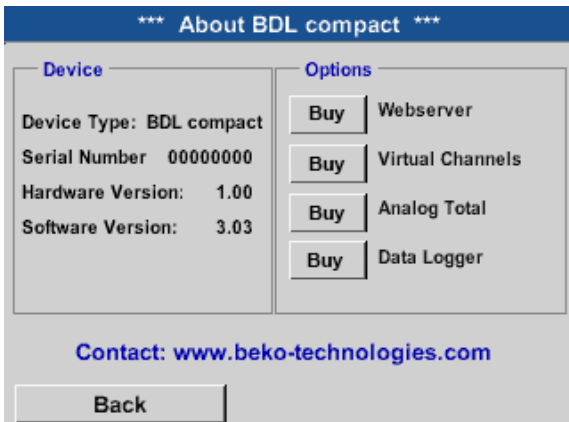 *** About BDL compact ***
Device
Device Type: BDL compact
Serial Number 00000000
Hardware Version: 1.00
Software Version: 3.03
Options
Buy Webserver
Buy Virtual Channels
Buy Analog Total
Buy Data Logger
Contact: www.beko-technologies.com
Back